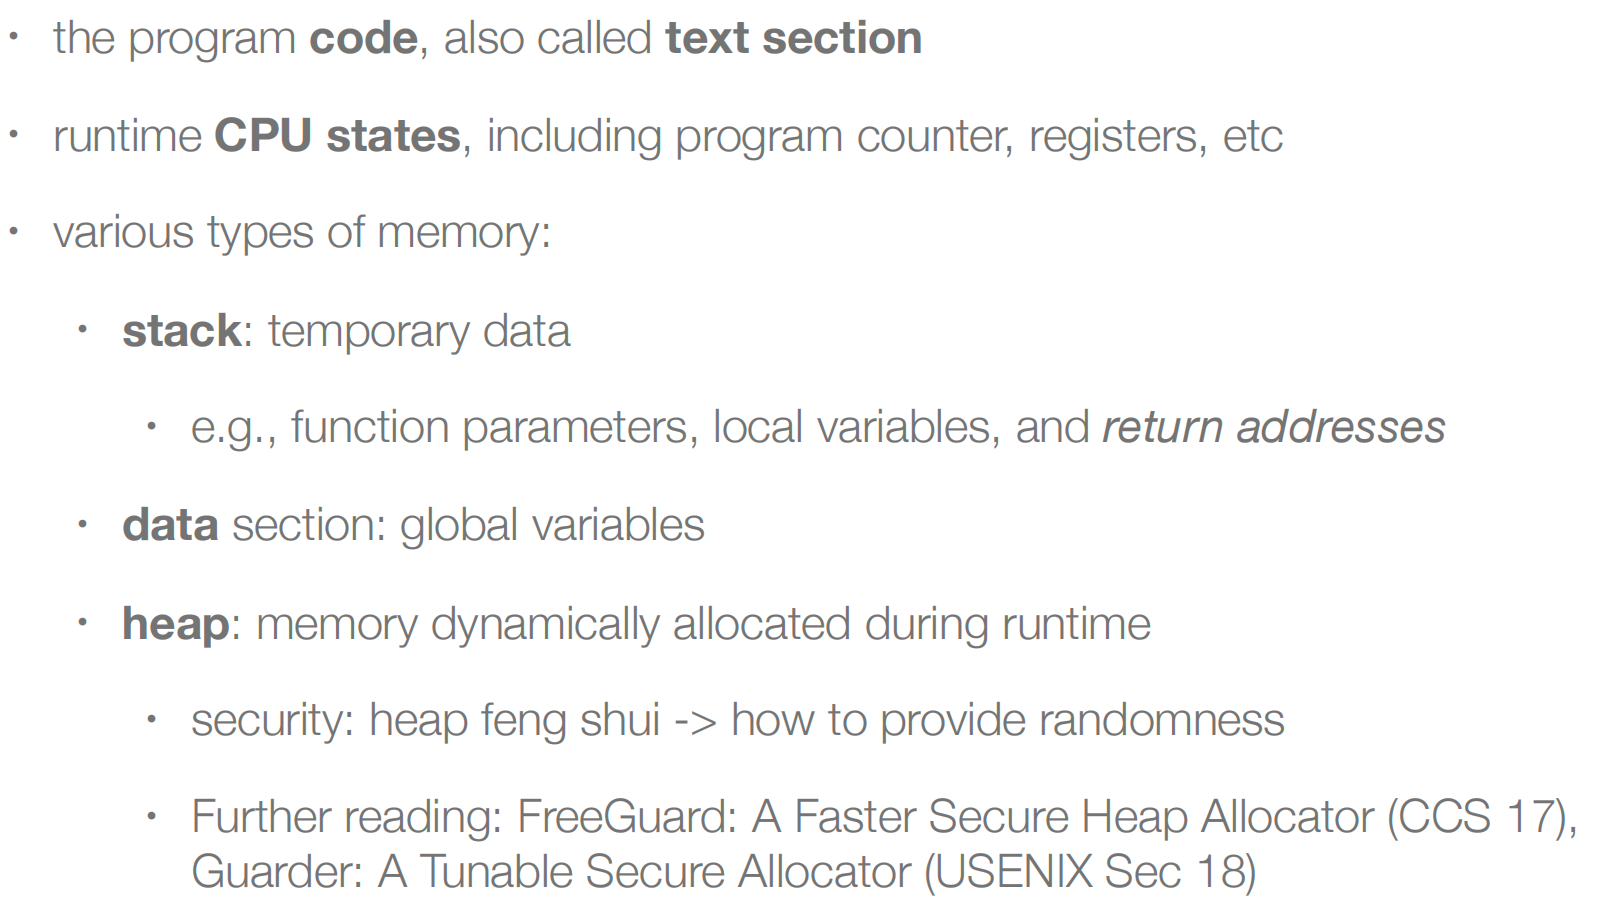 • the program code, also called text section
• runtime CPU states, including program counter, registers, etc
• various types of memory:
• stack: temporary data
• e.g., function parameters, local variables, and return addresses
• data section: global variables
• heap: memory dynamically allocated during runtime
• security: heap feng shui -> how to provide randomness
• Further reading: FreeGuard: A Faster Secure Heap Allocator (CCS 17),
Guarder: A Tunable Secure Allocator (USENIX Sec 18)